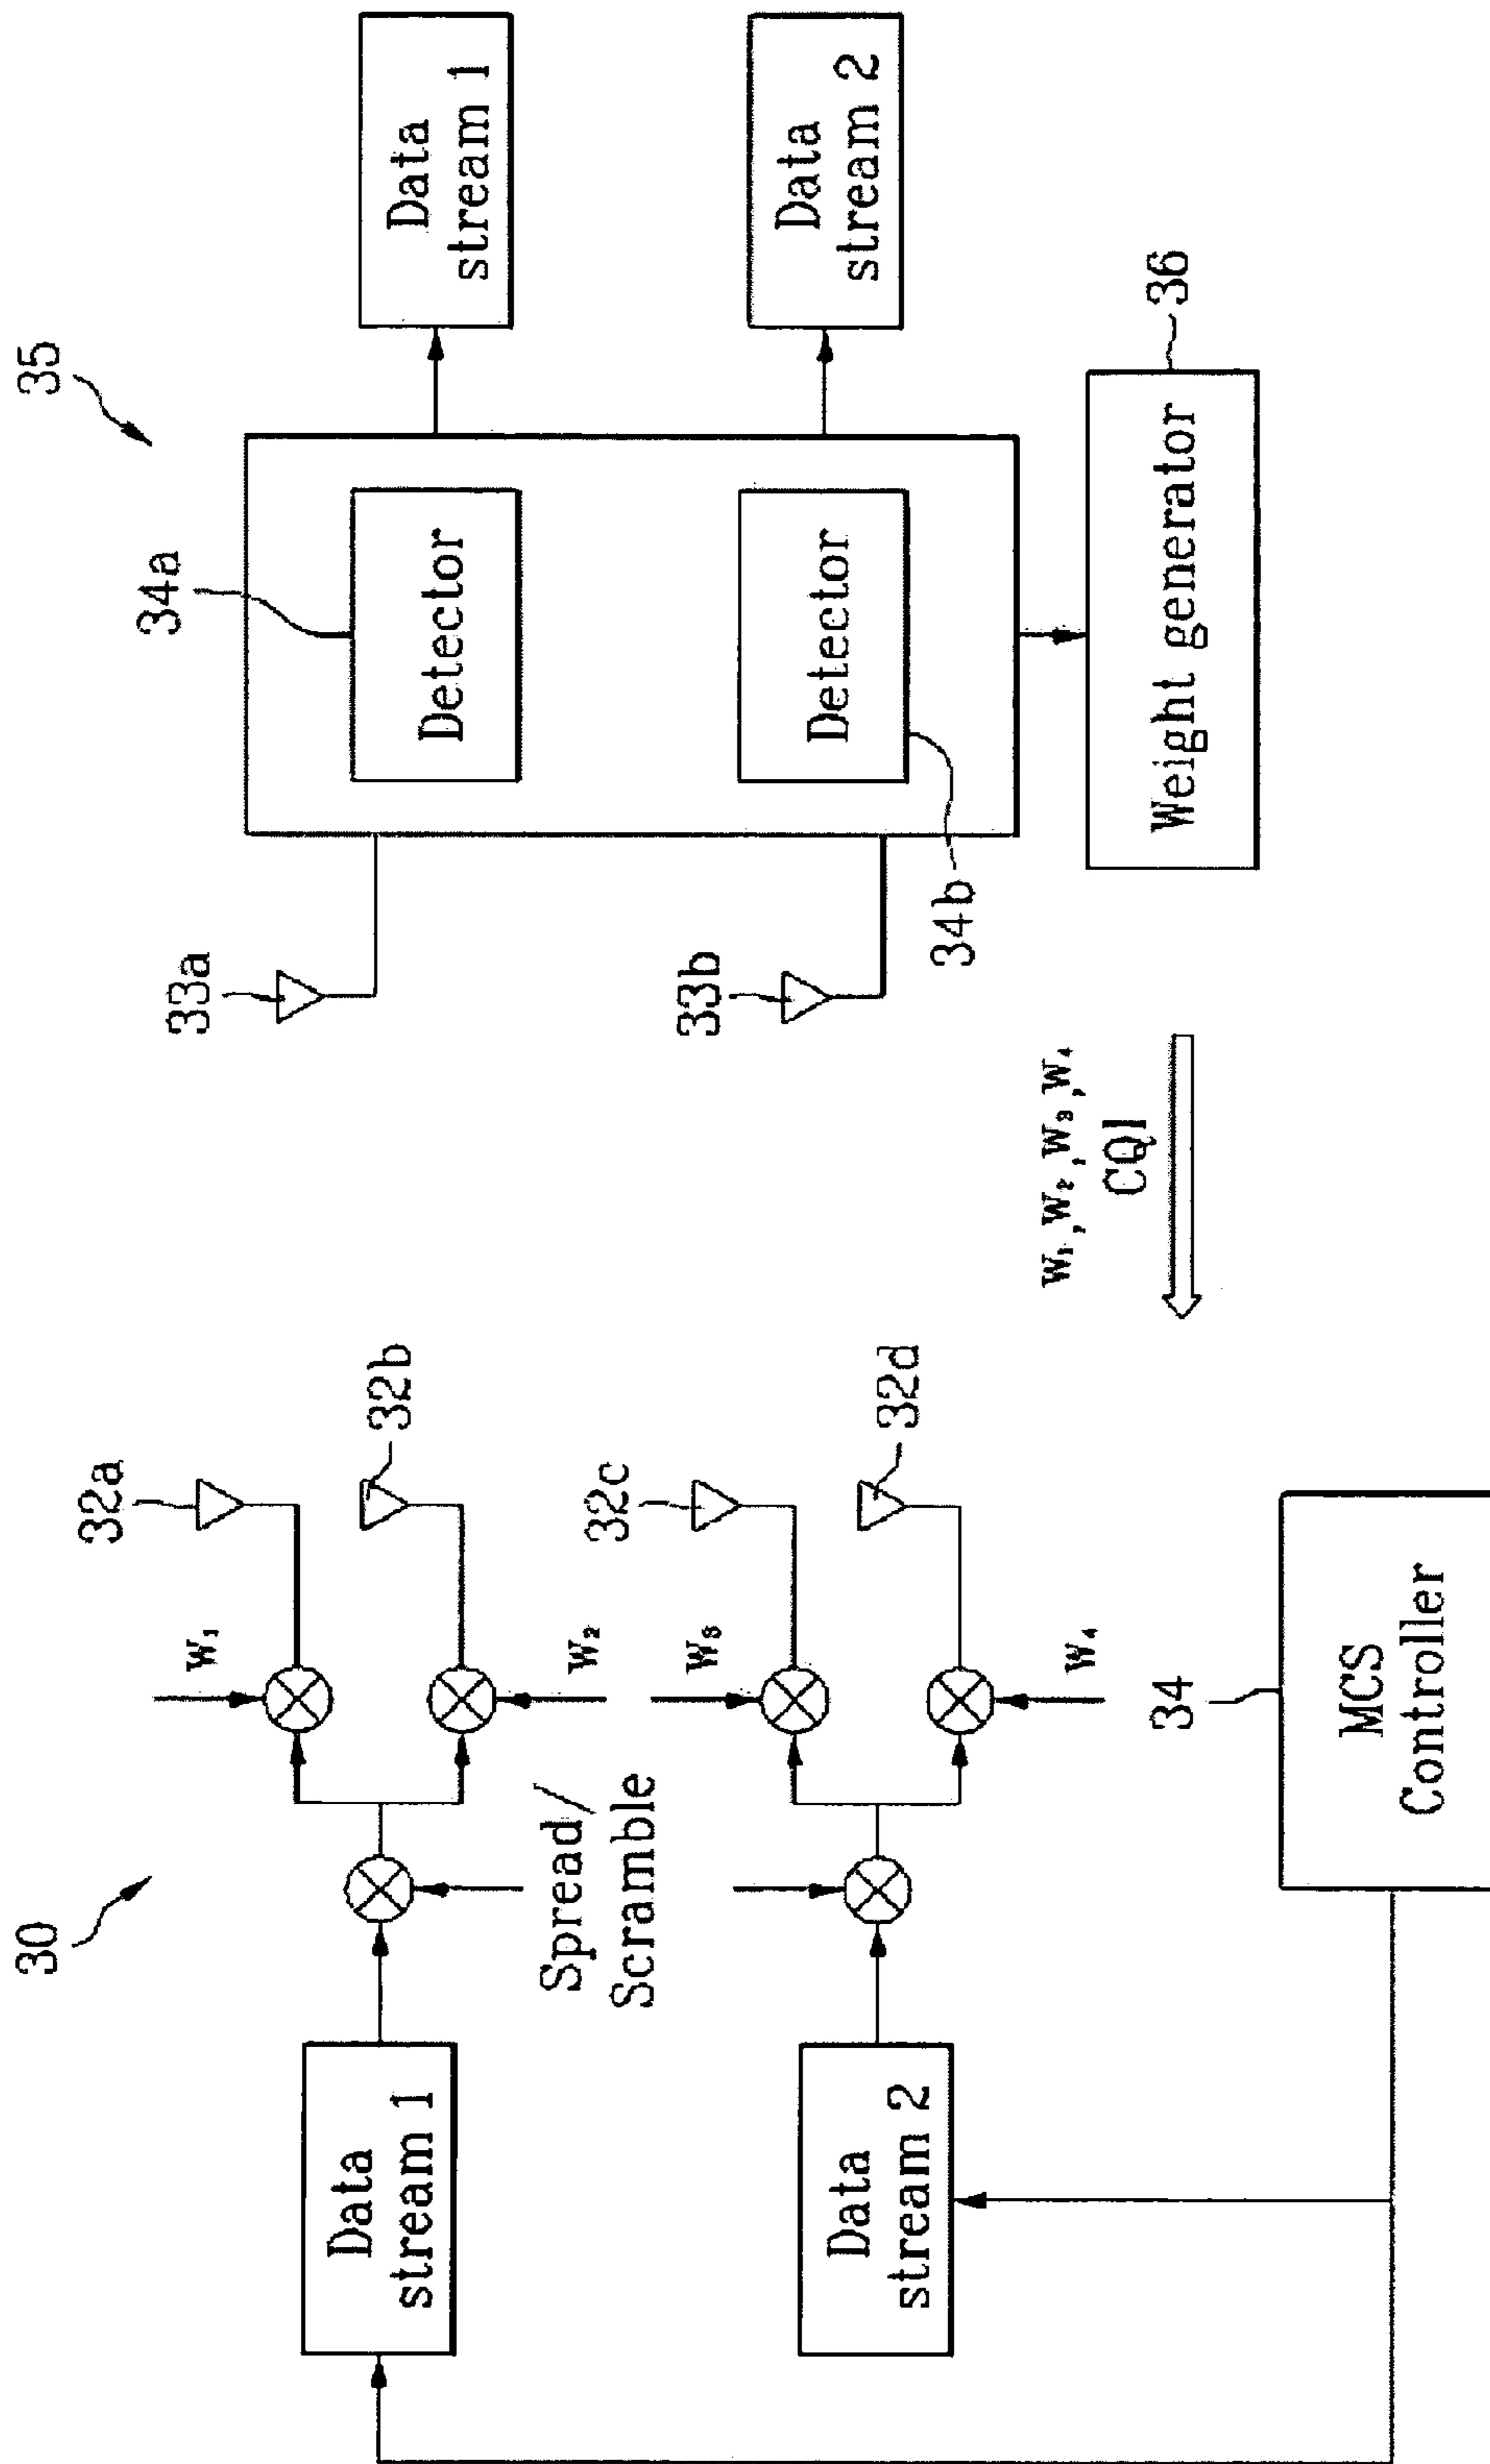 30
Data
stream 1
Data
stream 2
Spread/
Scramble
W₁
W₂
W₃
W₄
32a
32b
32c
32d
34
MCS
Controller
W₁,W₂,W₃,W₄
CQI
35
33a
33b
34a
Detector
Detector
34b
Data
stream 1
Data
stream 2
Weight generator
36